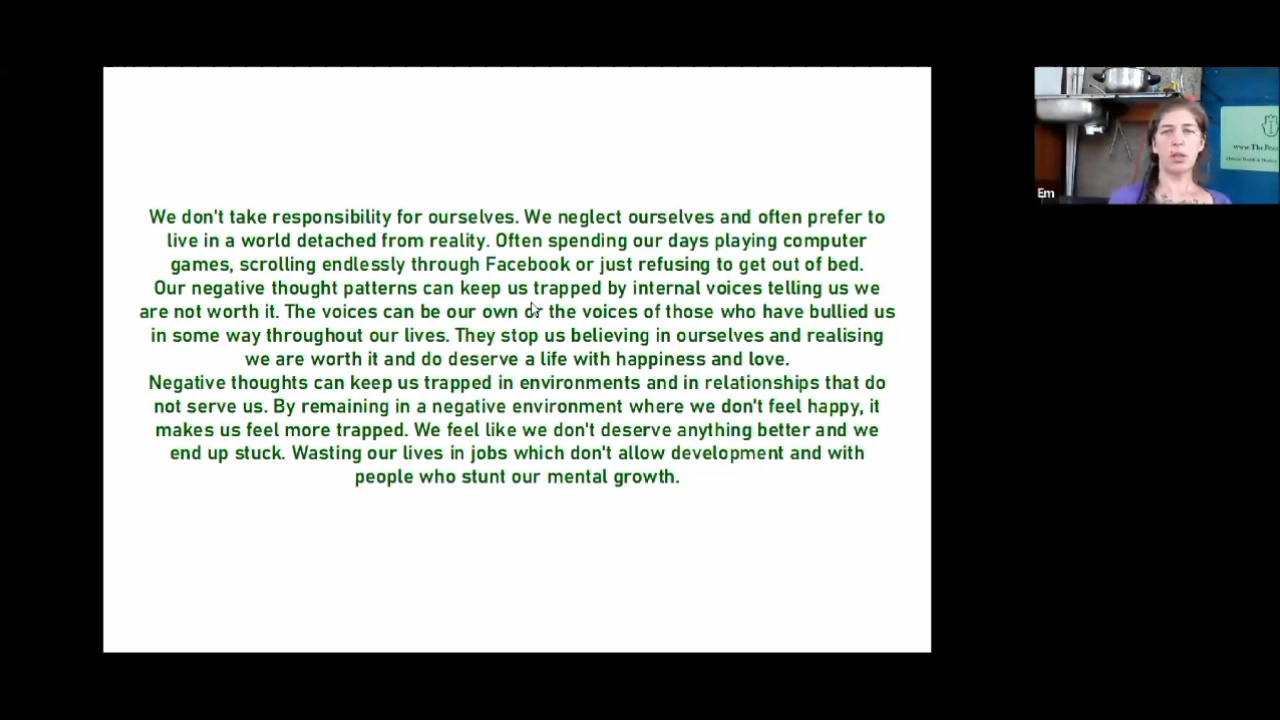 We don't take responsibility for ourselves. We neglect ourselves and often prefer to
live in a world detached from reality. Often spending our days playing computer
games, scrolling endlessly through Facebook or just refusing to get out of bed.
Our negative thought patterns can keep us trapped by internal voices telling us we
are not worth it. The voices can be our own or the voices of those who have bullied us
in some way throughout our lives. They stop us believing in ourselves and realising
we are worth it and do deserve a life with happiness and love.
Negative thoughts can keep us trapped in environments and in relationships that do
not serve us. By remaining in a negative environment where we don't feel happy, it
makes us feel more trapped. We feel like we don't deserve anything better and we
end up stuck. Wasting our lives in jobs which don't allow development and with
people who stunt our mental growth.
Em